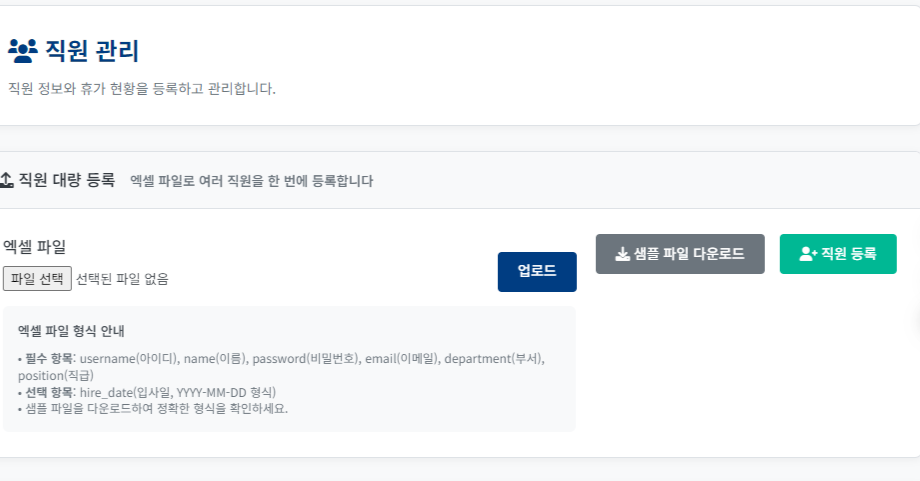 직원 관리
직원 정보와 휴가 현황을 등록하고 관리합니다.
직원 대량 등록 엑셀 파일로 여러 직원을 한 번에 등록합니다
엑셀 파일
파일 선택 선택된 파일 없음
업로드
샘플 파일 다운로드
직원 등록
엑셀 파일 형식 안내
• 필수 항목: username(아이디), name(이름), password(비밀번호), email(이메일), department(부서),
position(직급)
• 선택 항목: hire_date(입사일, YYYY-MM-DD 형식)
• 샘플 파일을 다운로드하여 정확한 형식을 확인하세요.